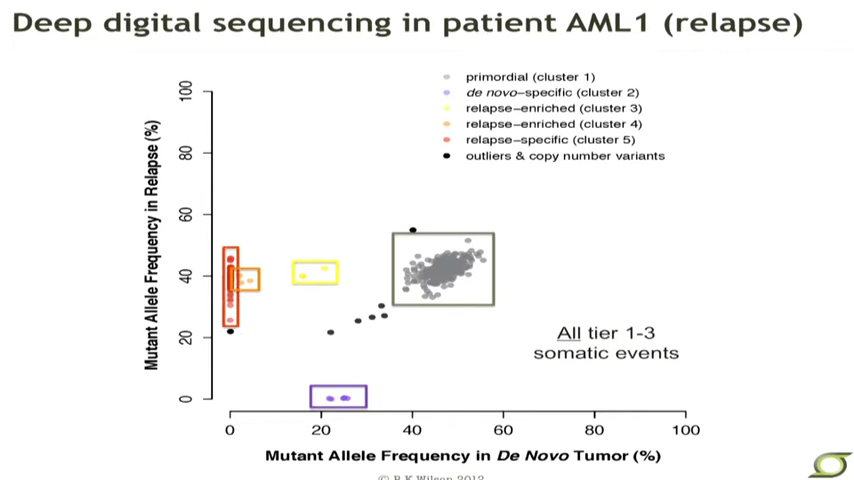 Deep digital sequencing in patient AML1 (relapse)
primordial (cluster 1)
de novo–specific (cluster 2)
relapse–enriched (cluster 3)
relapse–enriched (cluster 4)
relapse–specific (cluster 5)
outliers & copy number variants
Mutant Allele Frequency in Relapse (%)
100
80
60
40
20
0
All tier 1-3
somatic events
0 20 40 60 80 100
Mutant Allele Frequency in De Novo Tumor (%)
© R.K.Wilson 2012